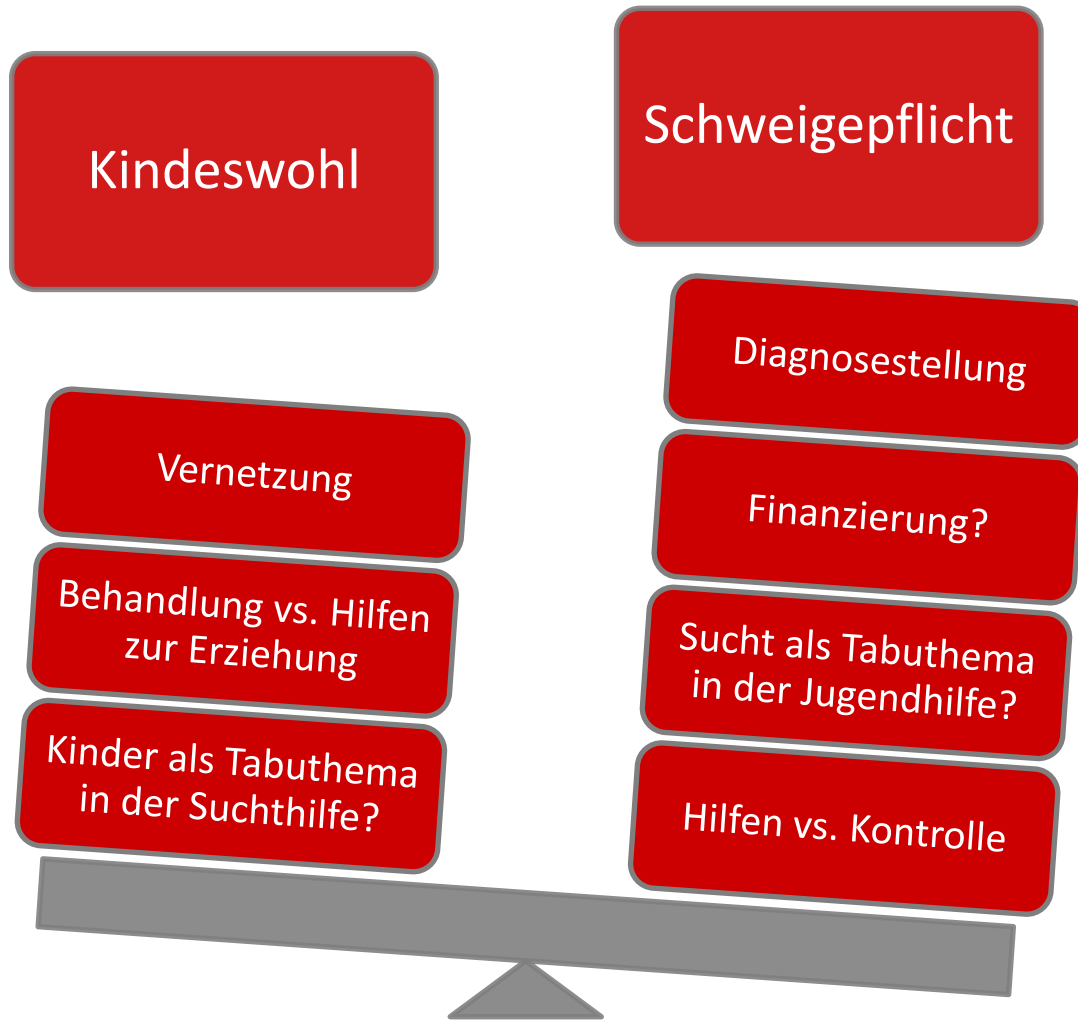 Kindeswohl
Vernetzung
Behandlung vs. Hilfen
zur Erziehung
Kinder als Tabuthema
in der Suchthilfe?
Schweigepflicht
Diagnosestellung
Finanzierung?
Sucht als Tabuthema
in der Jugendhilfe?
Hilfen vs. Kontrolle